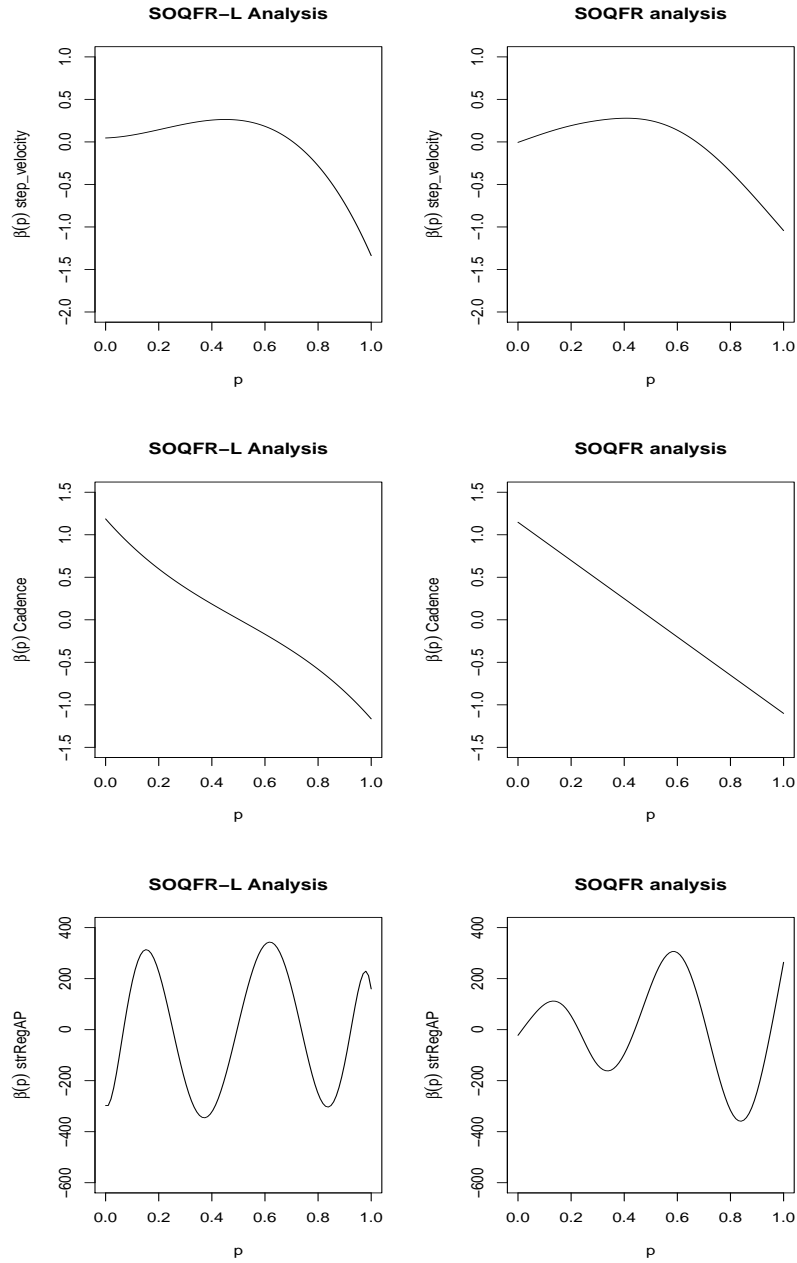 SOQFR−L Analysis
β(p) step_velocity
1.0
0.5
0.0
−0.5
−1.0
−1.5
−2.0
0.0 0.2 0.4 0.6 0.8 1.0
p
SOQFR analysis
β(p) step_velocity
1.0
0.5
0.0
−0.5
−1.0
−1.5
−2.0
0.0 0.2 0.4 0.6 0.8 1.0
p
SOQFR−L Analysis
β(p) Cadence
1.5
1.0
0.5
0.0
−0.5
−1.0
−1.5
0.0 0.2 0.4 0.6 0.8 1.0
p
SOQFR analysis
β(p) Cadence
1.5
1.0
0.5
0.0
−0.5
−1.0
−1.5
0.0 0.2 0.4 0.6 0.8 1.0
p
SOQFR−L Analysis
β(p) strRegAP
400
200
0
−200
−400
−600
0.0 0.2 0.4 0.6 0.8 1.0
p
SOQFR analysis
β(p) strRegAP
400
200
0
−200
−400
−600
0.0 0.2 0.4 0.6 0.8 1.0
p